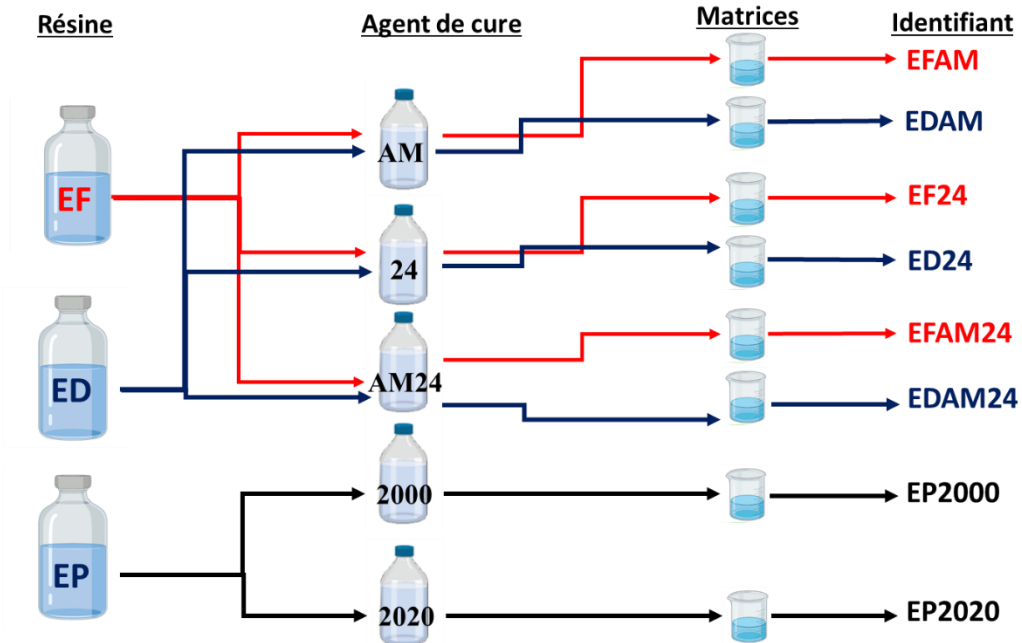 Résine
Agent de cure
Matrices
Identifiant
EF
ED
EP
AM
24
AM24
2000
2020
EFAM
EDAM
EF24
ED24
EFAM24
EDAM24
EP2000
EP2020